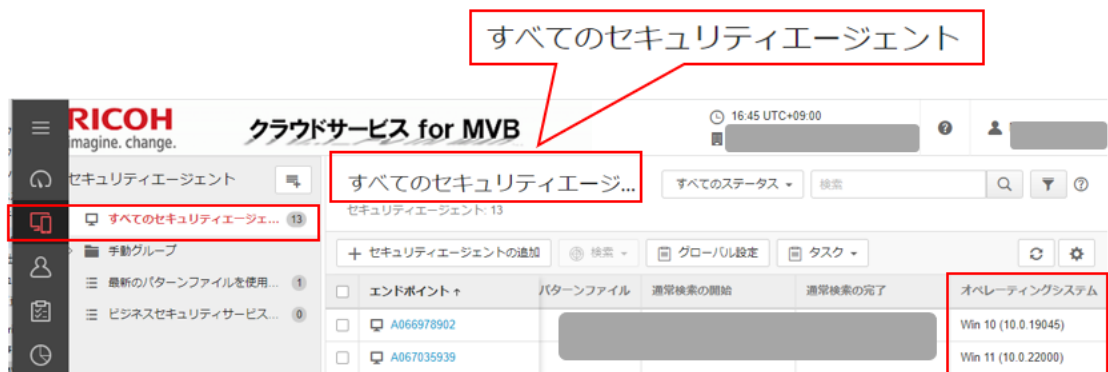 すべてのセキュリティエージェント
RICOH
imagine. change.
クラウドサービス for MVB
16:45 UTC+09:00
セキュリティエージェント
すべてのセキュリティエージ...
すべてのステータス
検索
セキュリティエージェント: 13
すべてのセキュリティエージェ... 13
手動グループ
最新のパターンファイルを使用... 1
ビジネスセキュリティサービス... 0
+ セキュリティエージェントの追加
検索
グローバル設定
タスク
エンドポイント↑
パターンファイル
通常検索の開始
通常検索の完了
オペレーティングシステム
A066978902
Win 10 (10.0.19045)
A067035939
Win 11 (10.0.22000)